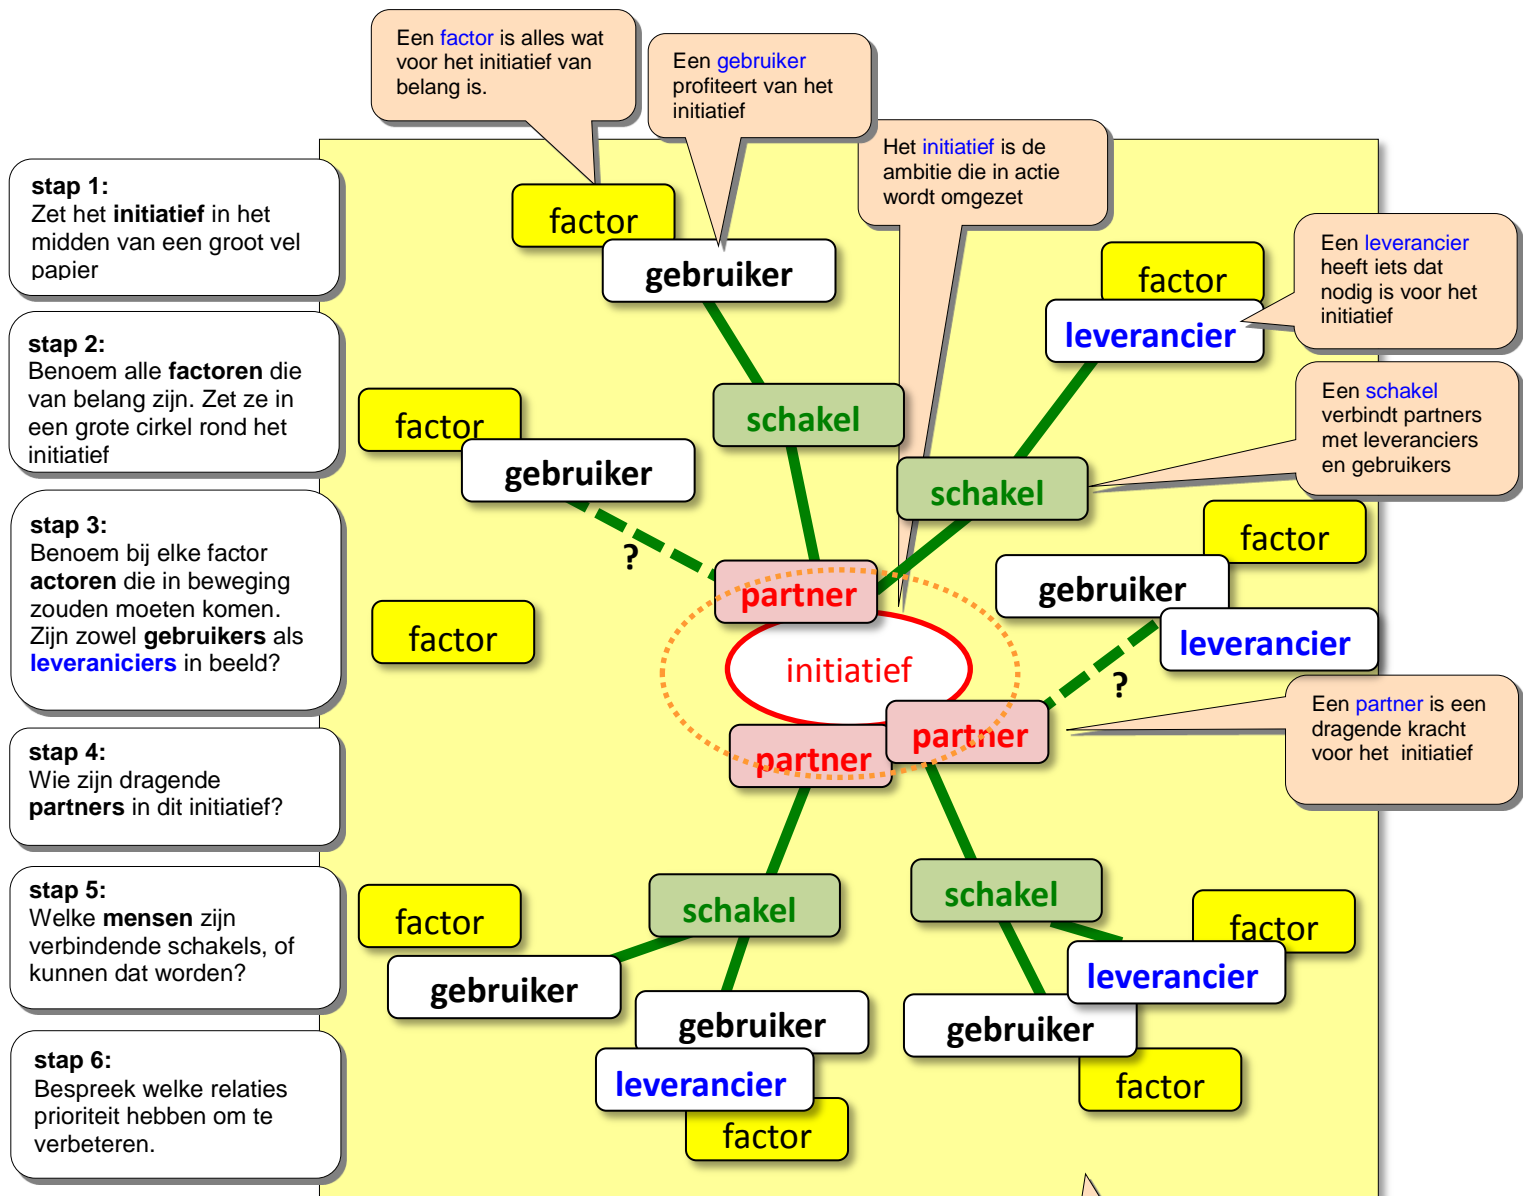 Een factor is alles wat
voor het initiatief van
belang is.
Een gebruiker
profiteert van het
initiatief
Het initiatief is de
ambitie die in actie
wordt omgezet
Een leverancier
heeft iets dat
nodig is voor het
initiatief
Een schakel
verbindt partners
met leveranciers
en gebruikers
Een partner is een
dragende kracht
voor het initiatief
stap 1:
Zet het initiatief in het
midden van een groot vel
papier
stap 2:
Benoem alle factoren die
van belang zijn. Zet ze in
een grote cirkel rond het
initiatief
stap 3:
Benoem bij elke factor
actoren die in beweging
zouden moeten komen.
Zijn zowel gebruikers als
leveraniciers in beeld?
stap 4:
Wie zijn dragende
partners in dit initiatief?
stap 5:
Welke mensen zijn
verbindende schakels, of
kunnen dat worden?
stap 6:
Bespreek welke relaties
prioriteit hebben om te
verbeteren.
factor
gebruiker
factor
leverancier
schakel
factor
gebruiker
schakel
factor
?
gebruiker
partner
leverancier
factor
initiatief
?
partner
partner
schakel
schakel
factor
factor
gebruiker
leverancier
gebruiker
gebruiker
leverancier
factor
factor